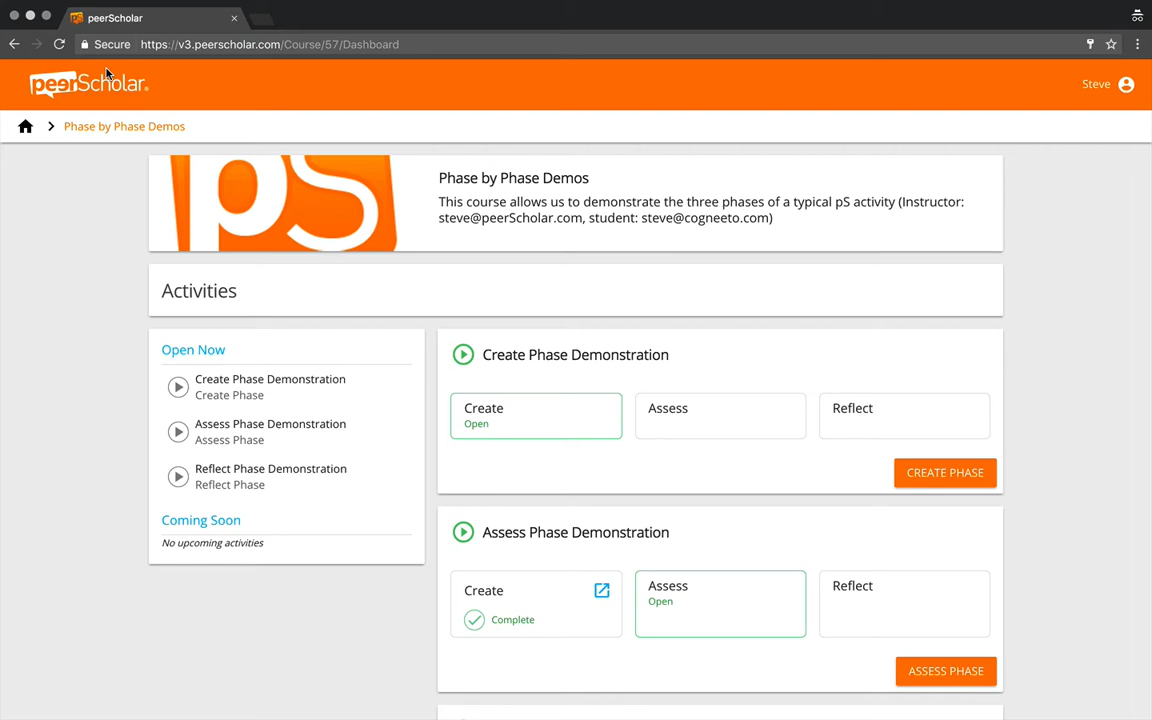 peerScholar
Secure https://v3.peerscholar.com/Course/57/Dashboard
peerScholar
Steve
Phase by Phase Demos
pS
Phase by Phase Demos
This course allows us to demonstrate the three phases of a typical pS activity (Instructor:
steve@peerScholar.com, student: steve@cogneeto.com)
Activities
Open Now
Create Phase Demonstration
Create Phase
Assess Phase Demonstration
Assess Phase
Reflect Phase Demonstration
Reflect Phase
Coming Soon
No upcoming activities
Create Phase Demonstration
Create
Open
Assess
Reflect
CREATE PHASE
Assess Phase Demonstration
Create
Complete
Assess
Open
Reflect
ASSESS PHASE